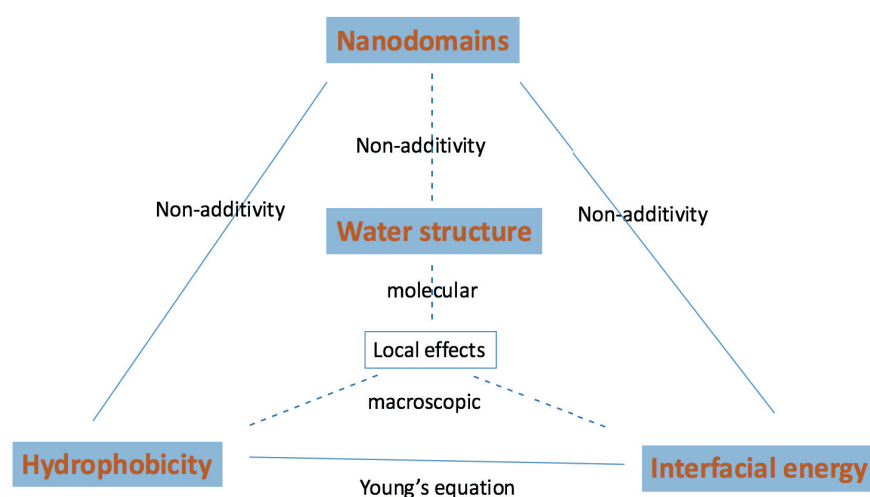 Nanodomains
Non-additivity
Non-additivity
Non-additivity
Water structure
molecular
Local effects
macroscopic
Hydrophobicity
Interfacial energy
Young’s equation